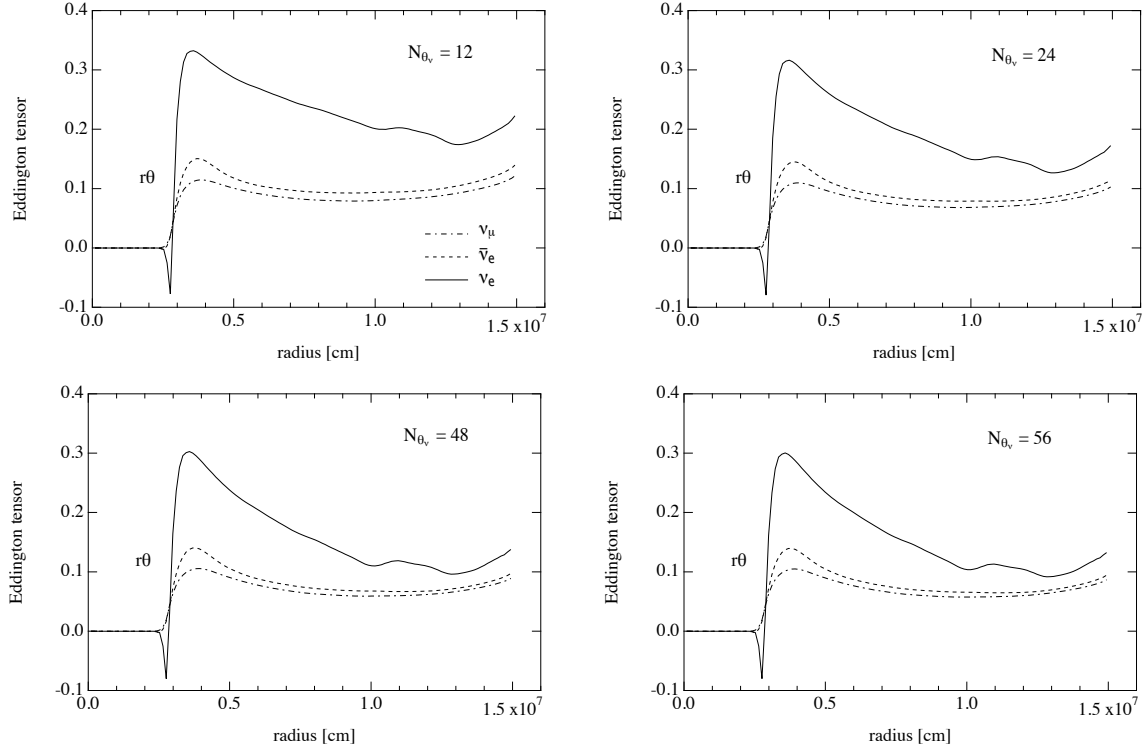 0.4
0.3
0.2
0.1
0.0
-0.1
Eddington tensor
N_θv = 12
rθ
ν_μ
ν̄_e
ν_e
0.0
0.5
1.0
1.5 x10^7
radius [cm]
0.4
0.3
0.2
0.1
0.0
-0.1
Eddington tensor
N_θv = 24
rθ
0.0
0.5
1.0
1.5 x10^7
radius [cm]
0.4
0.3
0.2
0.1
0.0
-0.1
Eddington tensor
N_θv = 48
rθ
0.0
0.5
1.0
1.5 x10^7
radius [cm]
0.4
0.3
0.2
0.1
0.0
-0.1
Eddington tensor
N_θv = 56
rθ
0.0
0.5
1.0
1.5 x10^7
radius [cm]